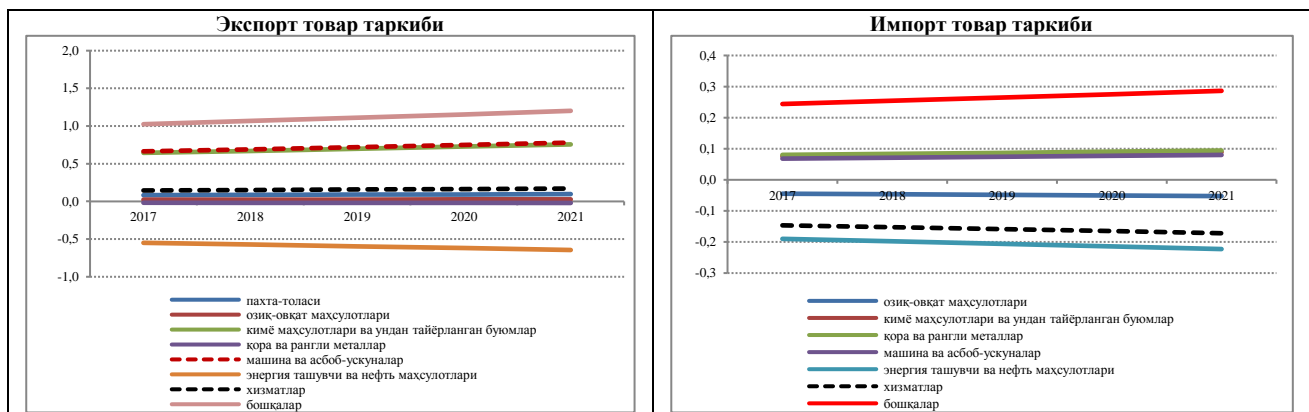 Экспорт товар таркиби
2,0
1,5
1,0
0,5
0,0
-0,5
-1,0
2017 2018 2019 2020 2021
пахта-толаси
озиқ-овқат маҳсулотлари
кимё маҳсулотлари ва ундан тайёрланган буюмлар
қора ва рангли металлар
машина ва асбоб-ускуналар
энергия ташувчи ва нефть маҳсулотлари
хизматлар
бошқалар
Импорт товар таркиби
0,4
0,3
0,2
0,1
0,0
-0,1
-0,2
-0,3
2017 2018 2019 2020 2021
озиқ-овқат маҳсулотлари
кимё маҳсулотлари ва ундан тайёрланган буюмлар
қора ва рангли металлар
машина ва асбоб-ускуналар
энергия ташувчи ва нефть маҳсулотлари
хизматлар
бошқалар